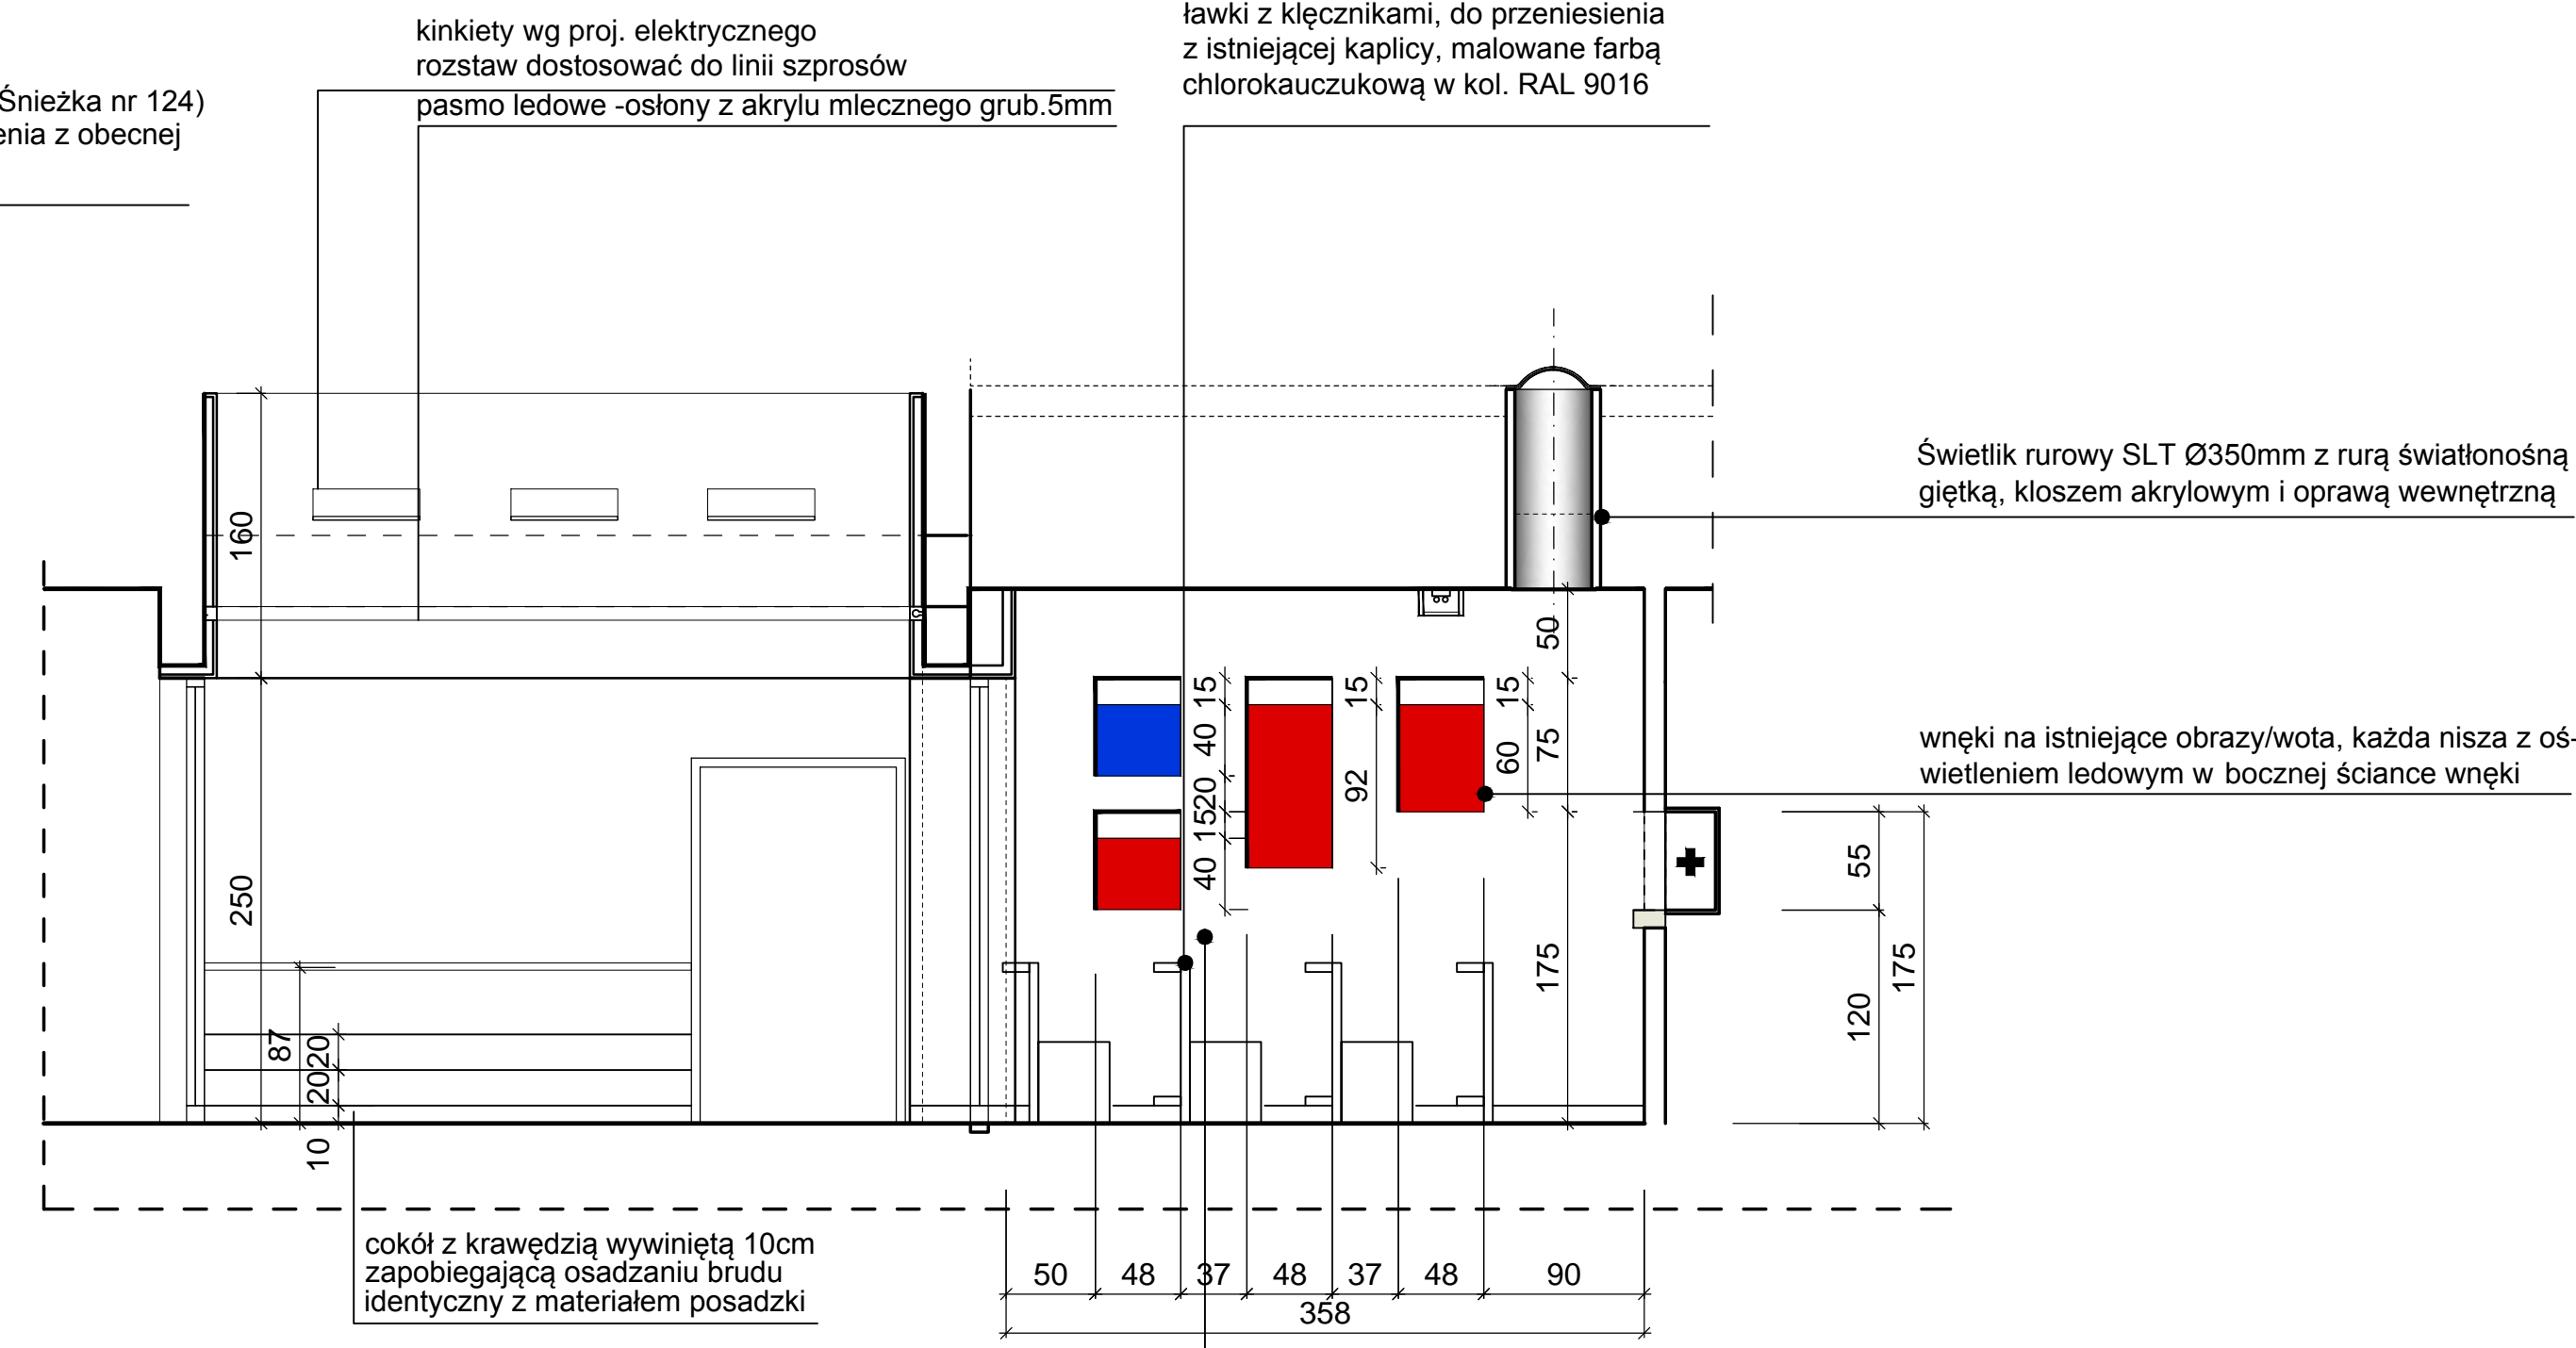 kinkiety wg proj. elektrycznego
rozstaw dostosować do linii szprosów
pasmo ledowe -osłony z akrylu mlecznego grub.5mm
ławki z klęcznikami, do przeniesienia
z istniejącej kaplicy, malowane farbą
chlorokauczukową w kol. RAL 9016
Śnieżka nr 124)
enia z obecnej
Świetlik rurowy SLT Ø350mm z rurą światłonośną
giętką, kloszem akrylowym i oprawą wewnętrzną
wnęki na istniejące obrazy/wota, każda nisza z oś-
wietleniem ledowym w bocznej ściance wnęki
160
250
87
20
20
10
15
40
20
15
40
15
92
15
60
50
75
175
55
120
175
cokół z krawędzią wywiniętą 10cm
zapobiegającą osadzaniu brudu
identyczny z materiałem posadzki
50 48 37 48 37 48 90
358